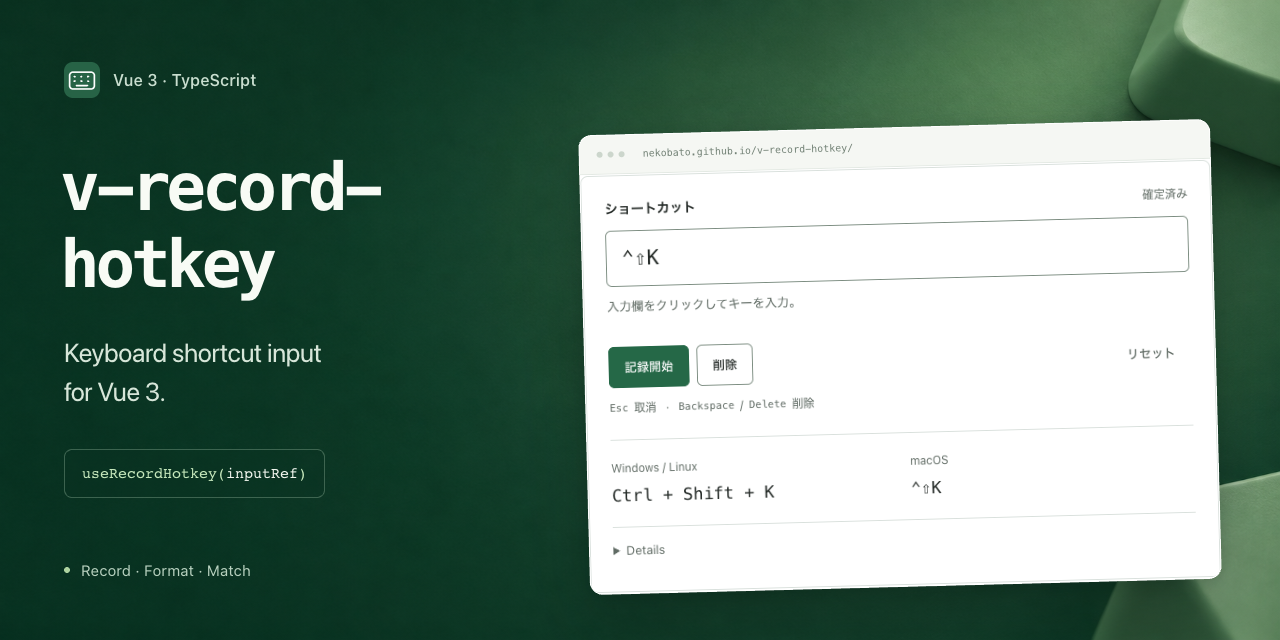 Vue 3 · TypeScript
v-record-
hotkey
Keyboard shortcut input
for Vue 3.
useRecordHotkey(inputRef)
Record · Format · Match
nekobato.github.io/v-record-hotkey/
ショートカット
確定済み
^⇧K
入力欄をクリックしてキーを入力。
記録開始
削除
リセット
Esc 取消 · Backspace / Delete 削除
Windows / Linux
Ctrl + Shift + K
macOS
^⇧K
▶ Details